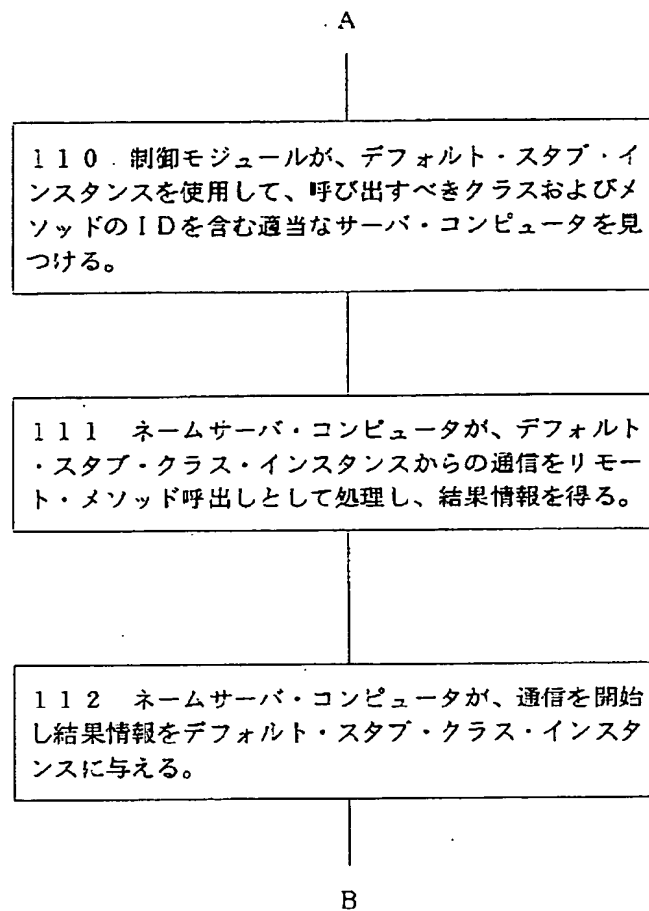 A
110 制御モジュールが、デフォルト・スタブ・イ
ンスタンスを使用して、呼び出すべきクラスおよびメ
ソッドのIDを含む適当なサーバ・コンピュータを見
つける。
111 ネームサーバ・コンピュータが、デフォルト
・スタブ・クラス・インスタンスからの通信をリモー
ト・メソッド呼出しとして処理し、結果情報を得る。
112 ネームサーバ・コンピュータが、通信を開始
し結果情報をデフォルト・スタブ・クラス・インスタ
ンスに与える。
B